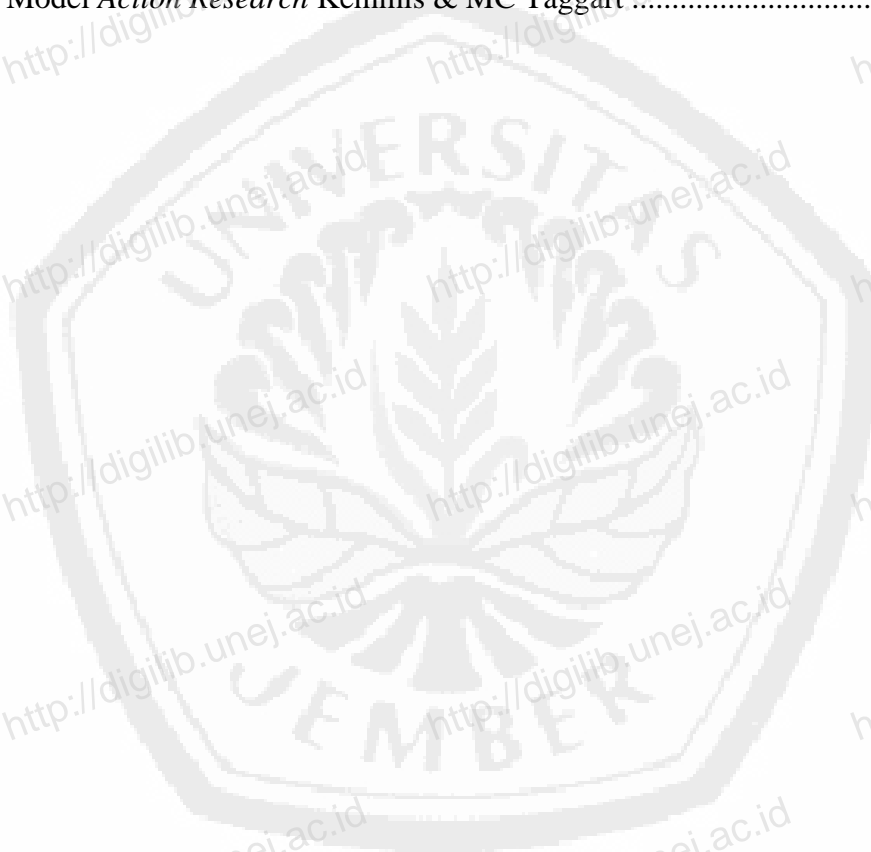 Model Action Research Kemmis & MC Taggart ..............................
http://digilib.unej.ac.id
http://digilib.unej.ac.id
UNIVERSITAS
http://digilib.unej.ac.id
http://digilib.unej.ac.id
http://digilib.unej.ac.id
http://digilib.unej.ac.id
http://digilib.unej.ac.id
http://digilib.unej.ac.id
JEMBER